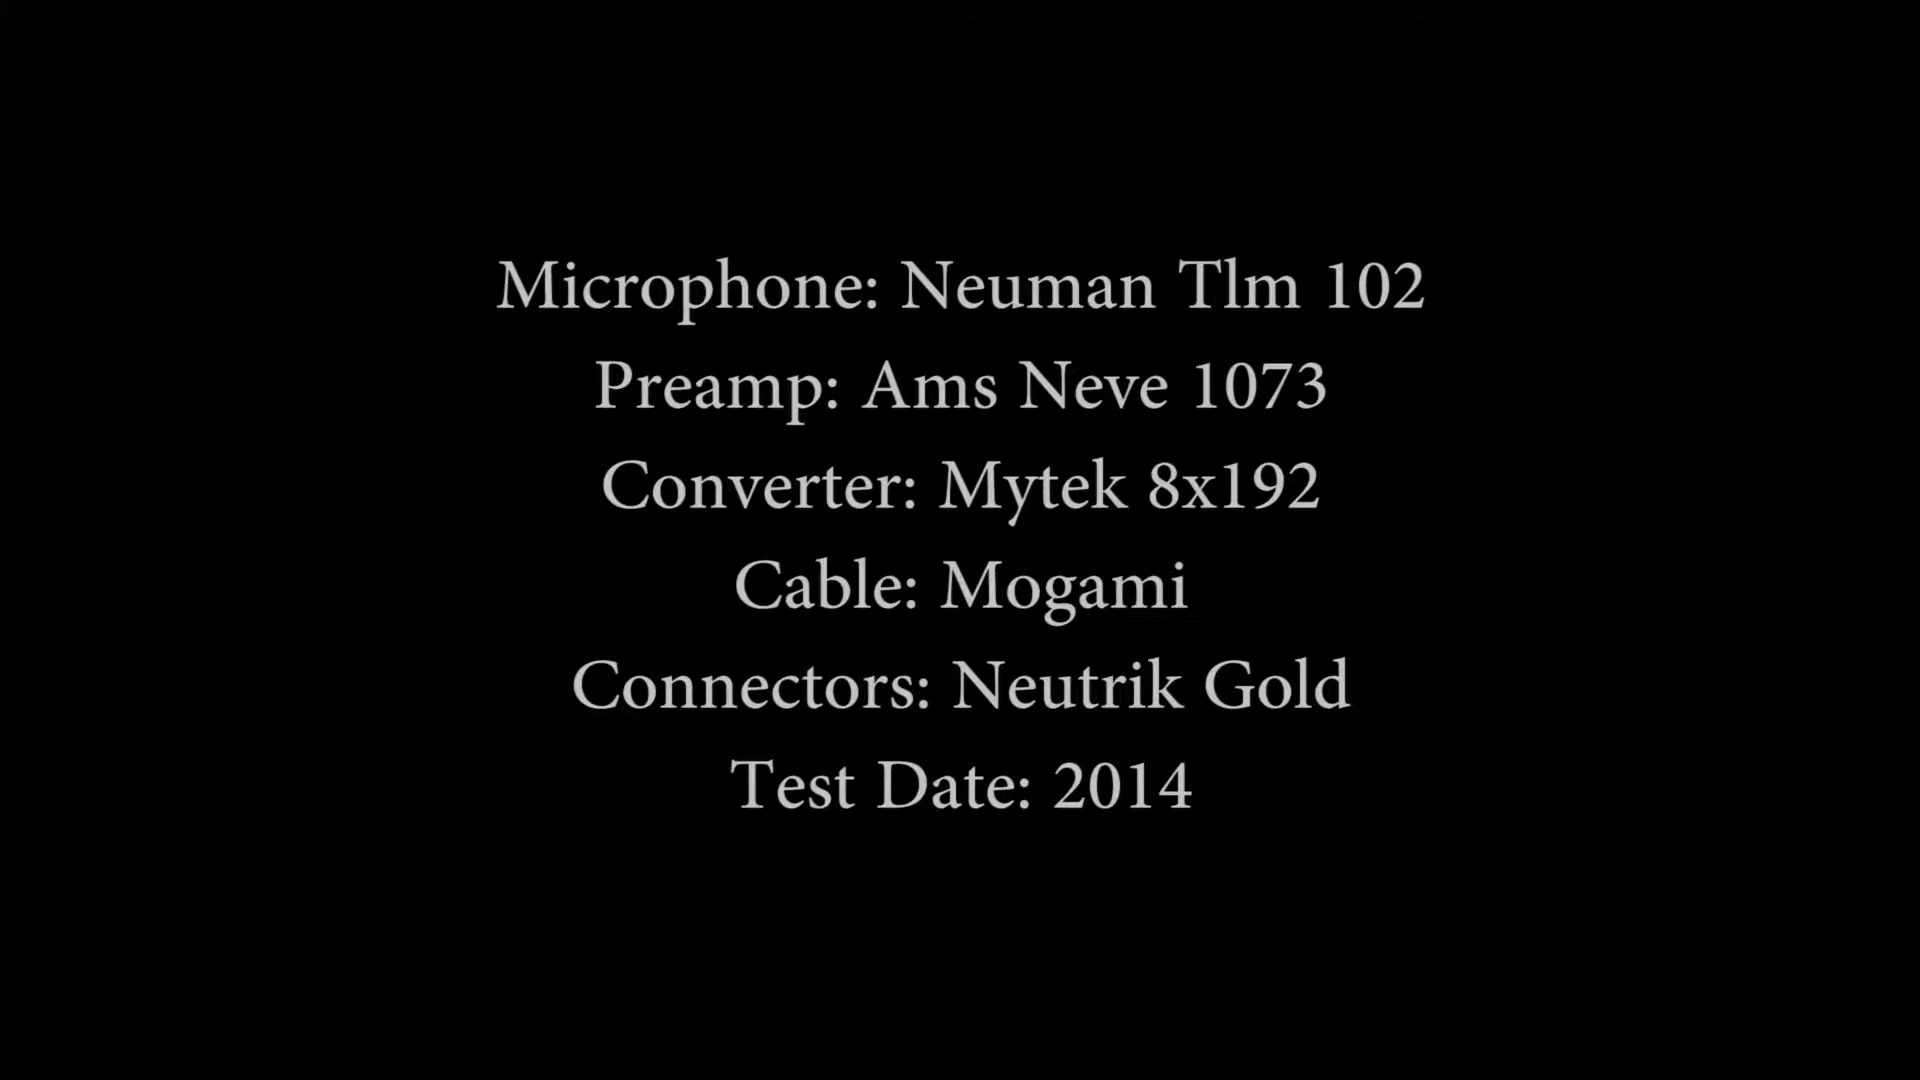 Microphone: Neuman Tlm 102
Preamp: Ams Neve 1073
Converter: Mytek 8x192
Cable: Mogami
Connectors: Neutrik Gold
Test Date: 2014